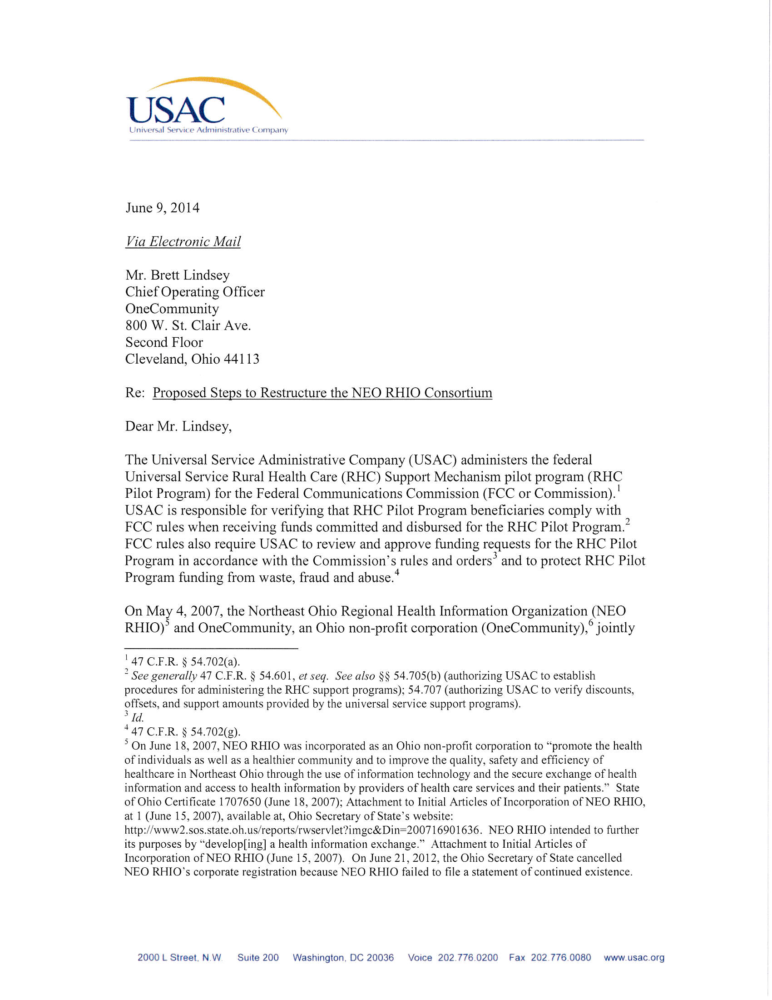 USAC
Universal Service Administrative Company
June 9, 2014
Via Electronic Mail
Mr. Brett Lindsey
Chief Operating Officer
OneCommunity
800 W. St. Clair Ave.
Second Floor
Cleveland, Ohio 44113
Re: Proposed Steps to Restructure the NEO RHIO Consortium
Dear Mr. Lindsey,
The Universal Service Administrative Company (USAC) administers the federal
Universal Service Rural Health Care (RHC) Support Mechanism pilot program (RHC
Pilot Program) for the Federal Communications Commission (FCC or Commission).1
USAC is responsible for verifying that RHC Pilot Program beneficiaries comply with
FCC rules when receiving funds committed and disbursed for the RHC Pilot Program.2
FCC rules also require USAC to review and approve funding requests for the RHC Pilot
Program in accordance with the Commission's rules and orders3 and to protect RHC Pilot
Program funding from waste, fraud and abuse.4
On May 4, 2007, the Northeast Ohio Regional Health Information Organization (NEO
RHIO)5 and OneCommunity, an Ohio non-profit corporation (OneCommunity),6 jointly
1 47 C.F.R. § 54.702(a).
2 See generally 47 C.F.R. § 54.601, et seq. See also §§ 54.705(b) (authorizing USAC to establish
procedures for administering the RHC support programs); 54.707 (authorizing USAC to verify discounts,
offsets, and support amounts provided by the universal service support programs).
3 Id.
4 47 C.F.R. § 54.702(g).
5 On June 18, 2007, NEO RHIO was incorporated as an Ohio non-profit corporation to “promote the health
of individuals as well as a healthier community and to improve the quality, safety and efficiency of
healthcare in Northeast Ohio through the use of information technology and the secure exchange of health
information and access to health information by providers of health care services and their patients.” State
of Ohio Certificate 1707650 (June 18, 2007); Attachment to Initial Articles of Incorporation of NEO RHIO,
at 1 (June 15, 2007), available at, Ohio Secretary of State's website:
http://www2.sos.state.oh.us/reports/rwservlet?imgc&Din=200716901636. NEO RHIO intended to further
its purposes by “develop[ing] a health information exchange.” Attachment to Initial Articles of
Incorporation of NEO RHIO (June 15, 2007). On June 21, 2012, the Ohio Secretary of State cancelled
NEO RHIO's corporate registration because NEO RHIO failed to file a statement of continued existence.
2000 L Street, N.W. Suite 200 Washington, DC 20036 Voice 202.776.0200 Fax 202.776.0080 www.usac.org